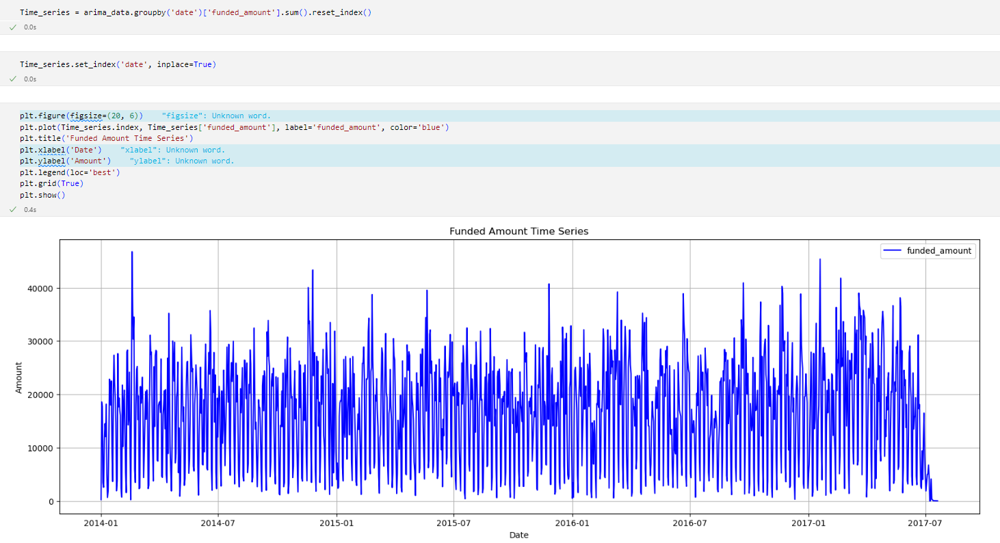 Time_series = arima_data.groupby('date')['funded_amount'].sum().reset_index()
0.0s
Time_series.set_index('date', inplace=True)
0.0s
plt.figure(figsize=(20, 6)) "figsize": Unknown word.
plt.plot(Time_series.index, Time_series['funded_amount'], label='funded_amount', color='blue')
plt.title('Funded Amount Time Series')
plt.xlabel('Date') "xlabel": Unknown word.
plt.ylabel('Amount') "ylabel": Unknown word.
plt.legend(loc='best')
plt.grid(True)
plt.show()
0.4s
Funded Amount Time Series
funded_amount
Amount
40000
30000
20000
10000
0
2014-01 2014-07 2015-01 2015-07 2016-01 2016-07 2017-01 2017-07
Date